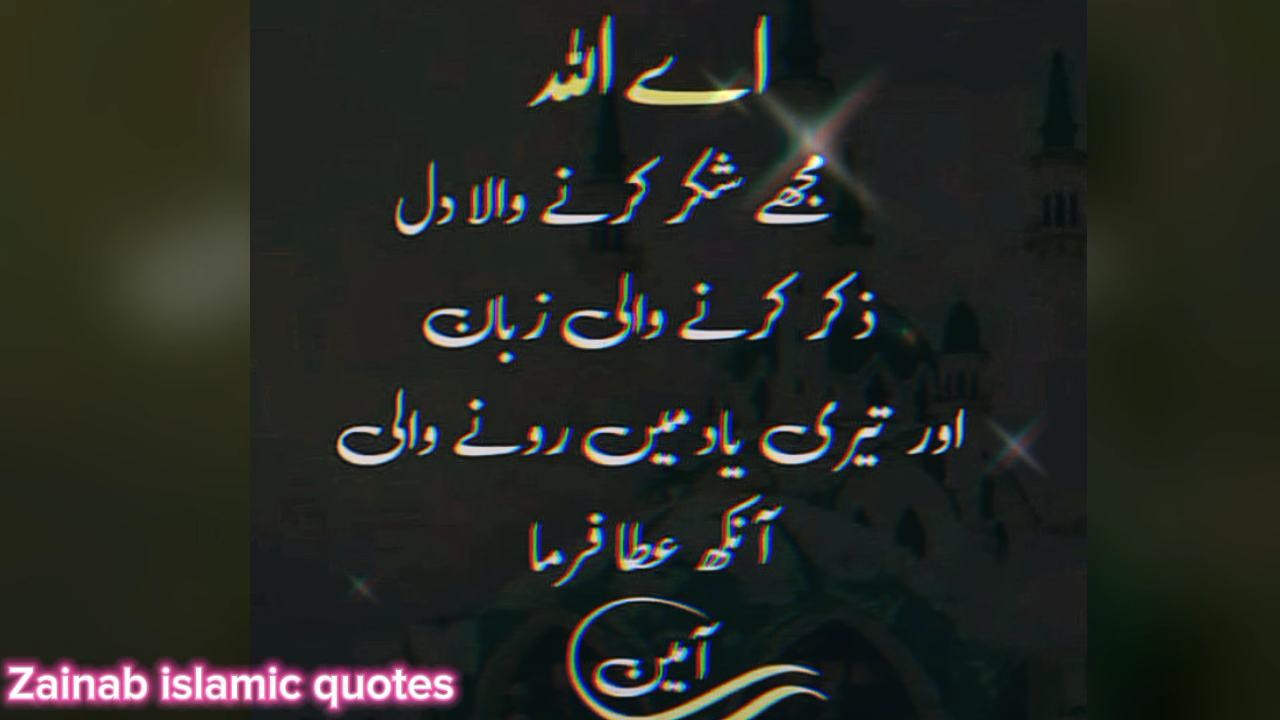 اے اللہ
مجھے شکر کرنے والا دل
ذکر کرنے والی زبان
اور تیری یاد میں رونے والی
آنکھ عطا فرما
آمین
Zainab islamic quotes